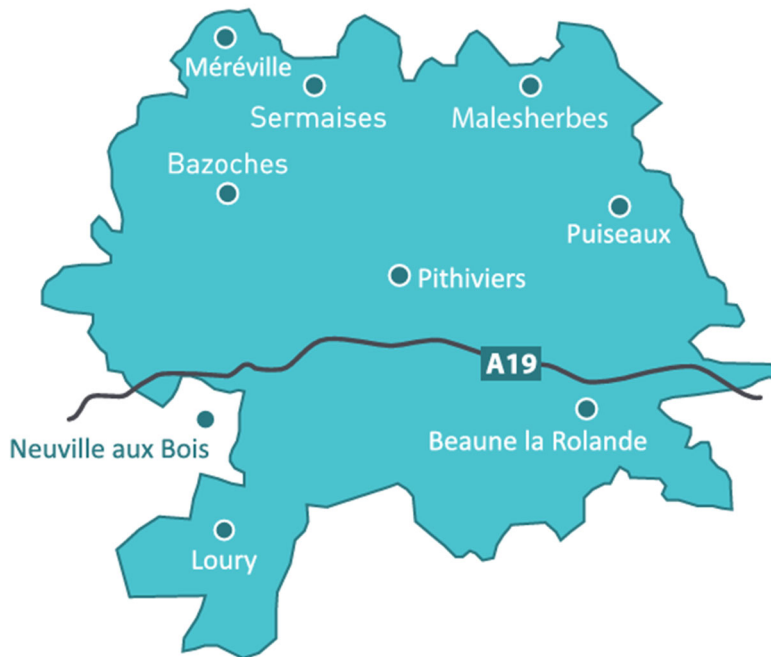 Méréville
Sermaises
Malesherbes
Bazoches
Puiseaux
Pithiviers
A19
Neuville aux Bois
Beaune la Rolande
Loury